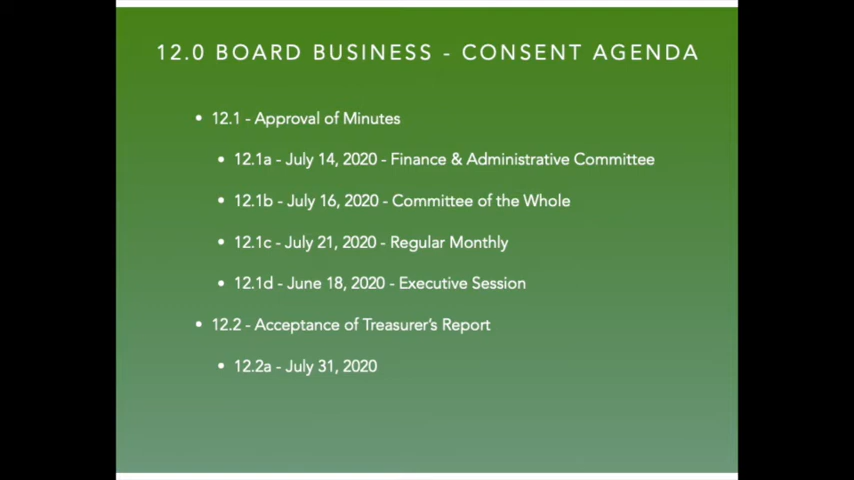 12.0 BOARD BUSINESS - CONSENT AGENDA
• 12.1 - Approval of Minutes
• 12.1a - July 14, 2020 - Finance & Administrative Committee
• 12.1b - July 16, 2020 - Committee of the Whole
• 12.1c - July 21, 2020 - Regular Monthly
• 12.1d - June 18, 2020 - Executive Session
• 12.2 - Acceptance of Treasurer's Report
• 12.2a - July 31, 2020